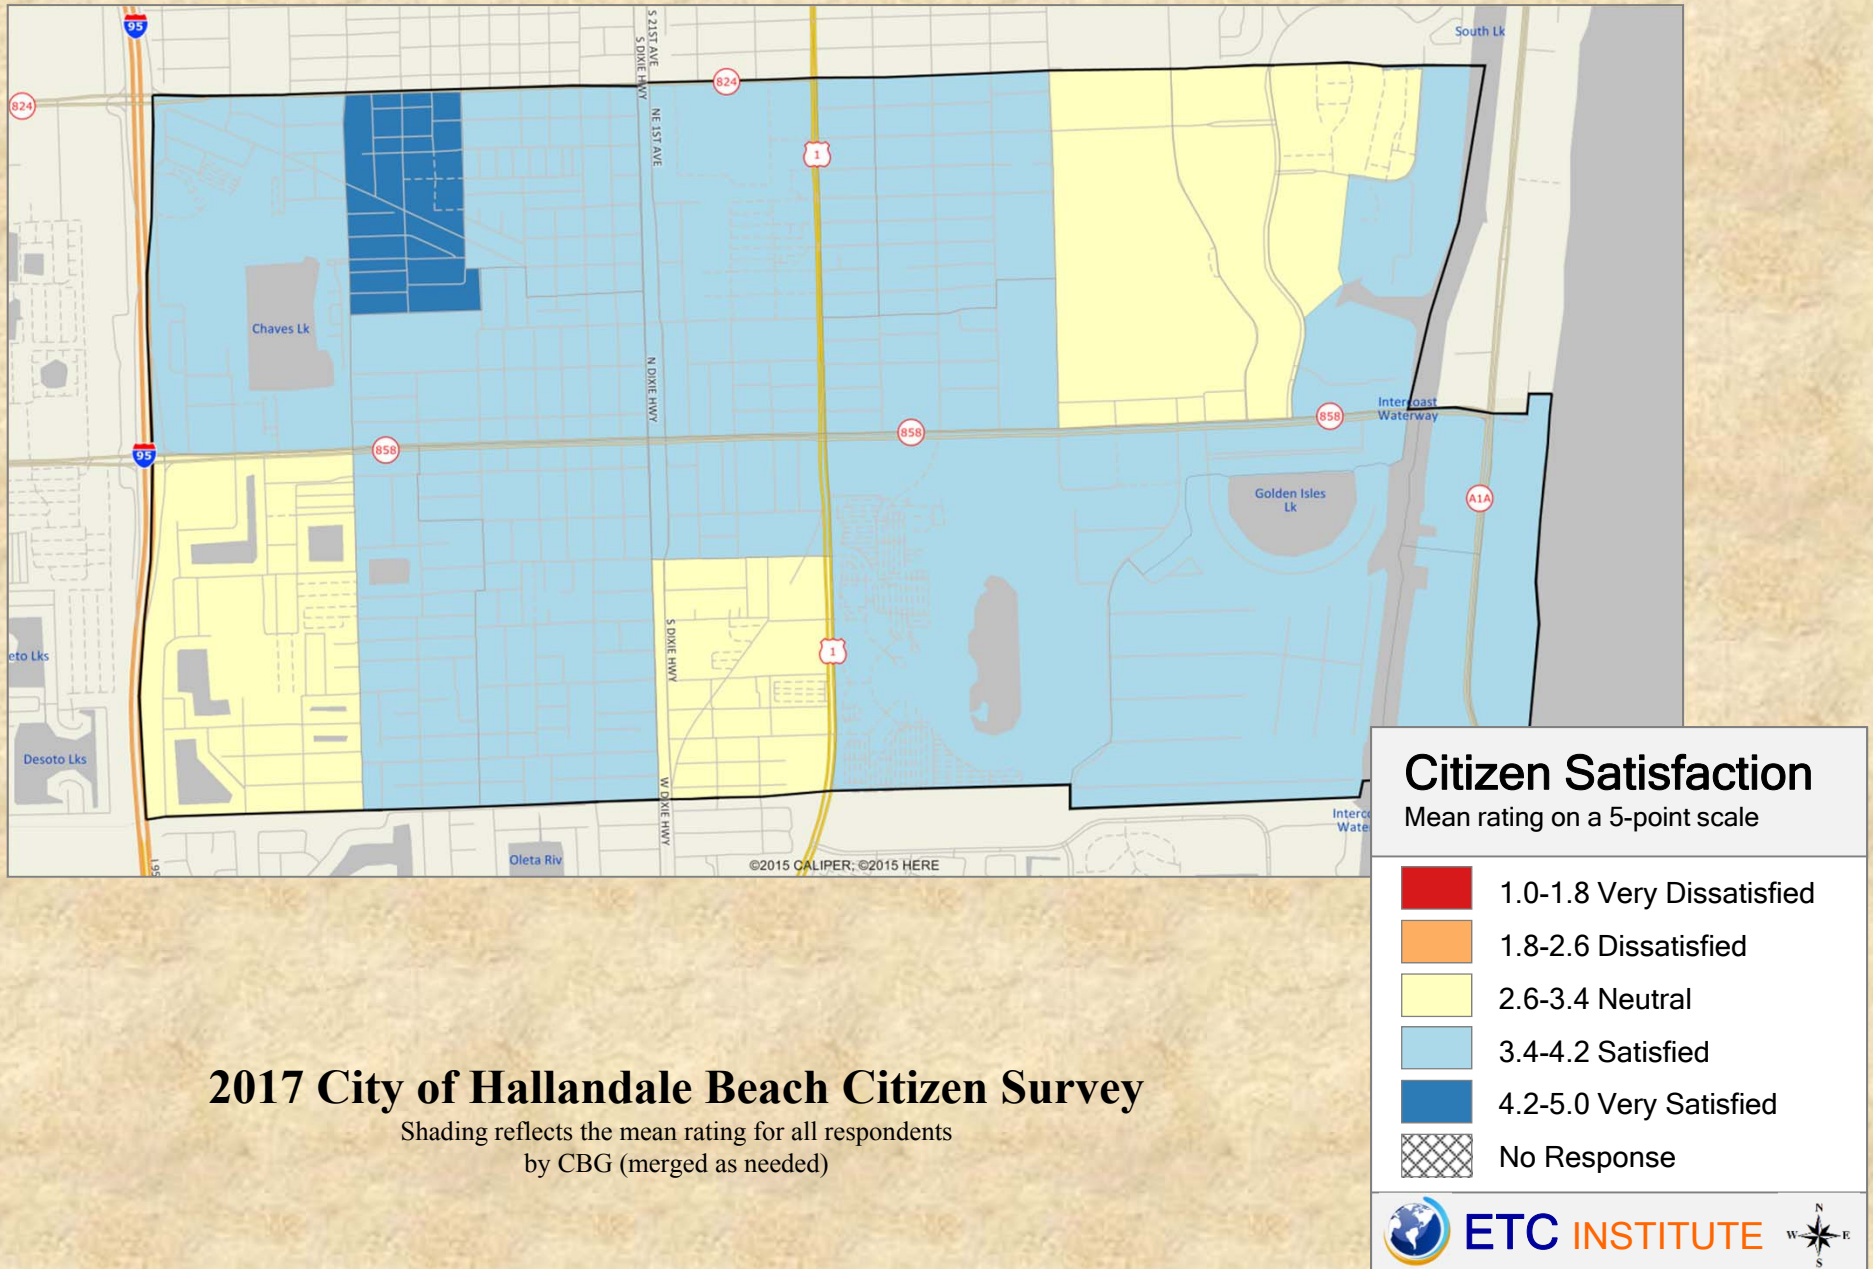 95
South Lk
824
824
S 21ST AVE
S DIXIE HWY
NE 1ST AVE
1
Chaves Lk
N DIXIE HWY
Intercoast
Waterway
858
858
858
95
Golden Isles
Lk
A1A
S DIXIE HWY
1
eto Lks
Desoto Lks
W DIXIE HWY
Interco
Wate
Oleta Riv
I 95
©2015 CALIPER; ©2015 HERE
Citizen Satisfaction
Mean rating on a 5-point scale
1.0-1.8 Very Dissatisfied
1.8-2.6 Dissatisfied
2.6-3.4 Neutral
3.4-4.2 Satisfied
4.2-5.0 Very Satisfied
No Response
2017 City of Hallandale Beach Citizen Survey
Shading reflects the mean rating for all respondents
by CBG (merged as needed)
ETC INSTITUTE
N
W E
S